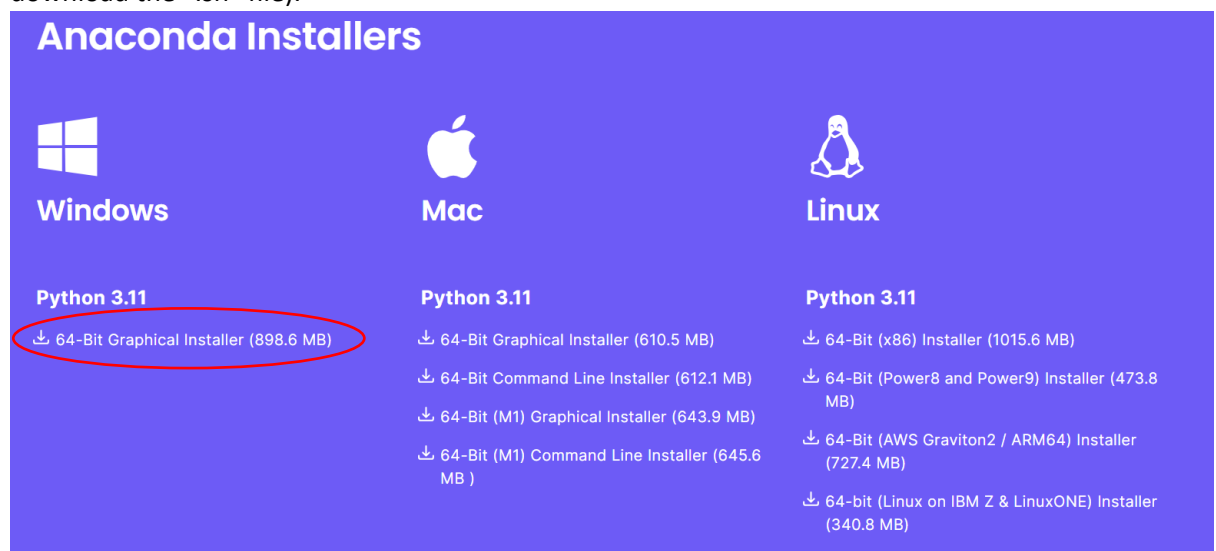 Anaconda Installers
Windows
Python 3.11
64-Bit Graphical Installer (898.6 MB)
Mac
Python 3.11
64-Bit Graphical Installer (610.5 MB)
64-Bit Command Line Installer (612.1 MB)
64-Bit (M1) Graphical Installer (643.9 MB)
64-Bit (M1) Command Line Installer (645.6
MB )
Linux
Python 3.11
64-Bit (x86) Installer (1015.6 MB)
64-Bit (Power8 and Power9) Installer (473.8
MB)
64-Bit (AWS Graviton2 / ARM64) Installer
(727.4 MB)
64-bit (Linux on IBM Z & LinuxONE) Installer
(340.8 MB)